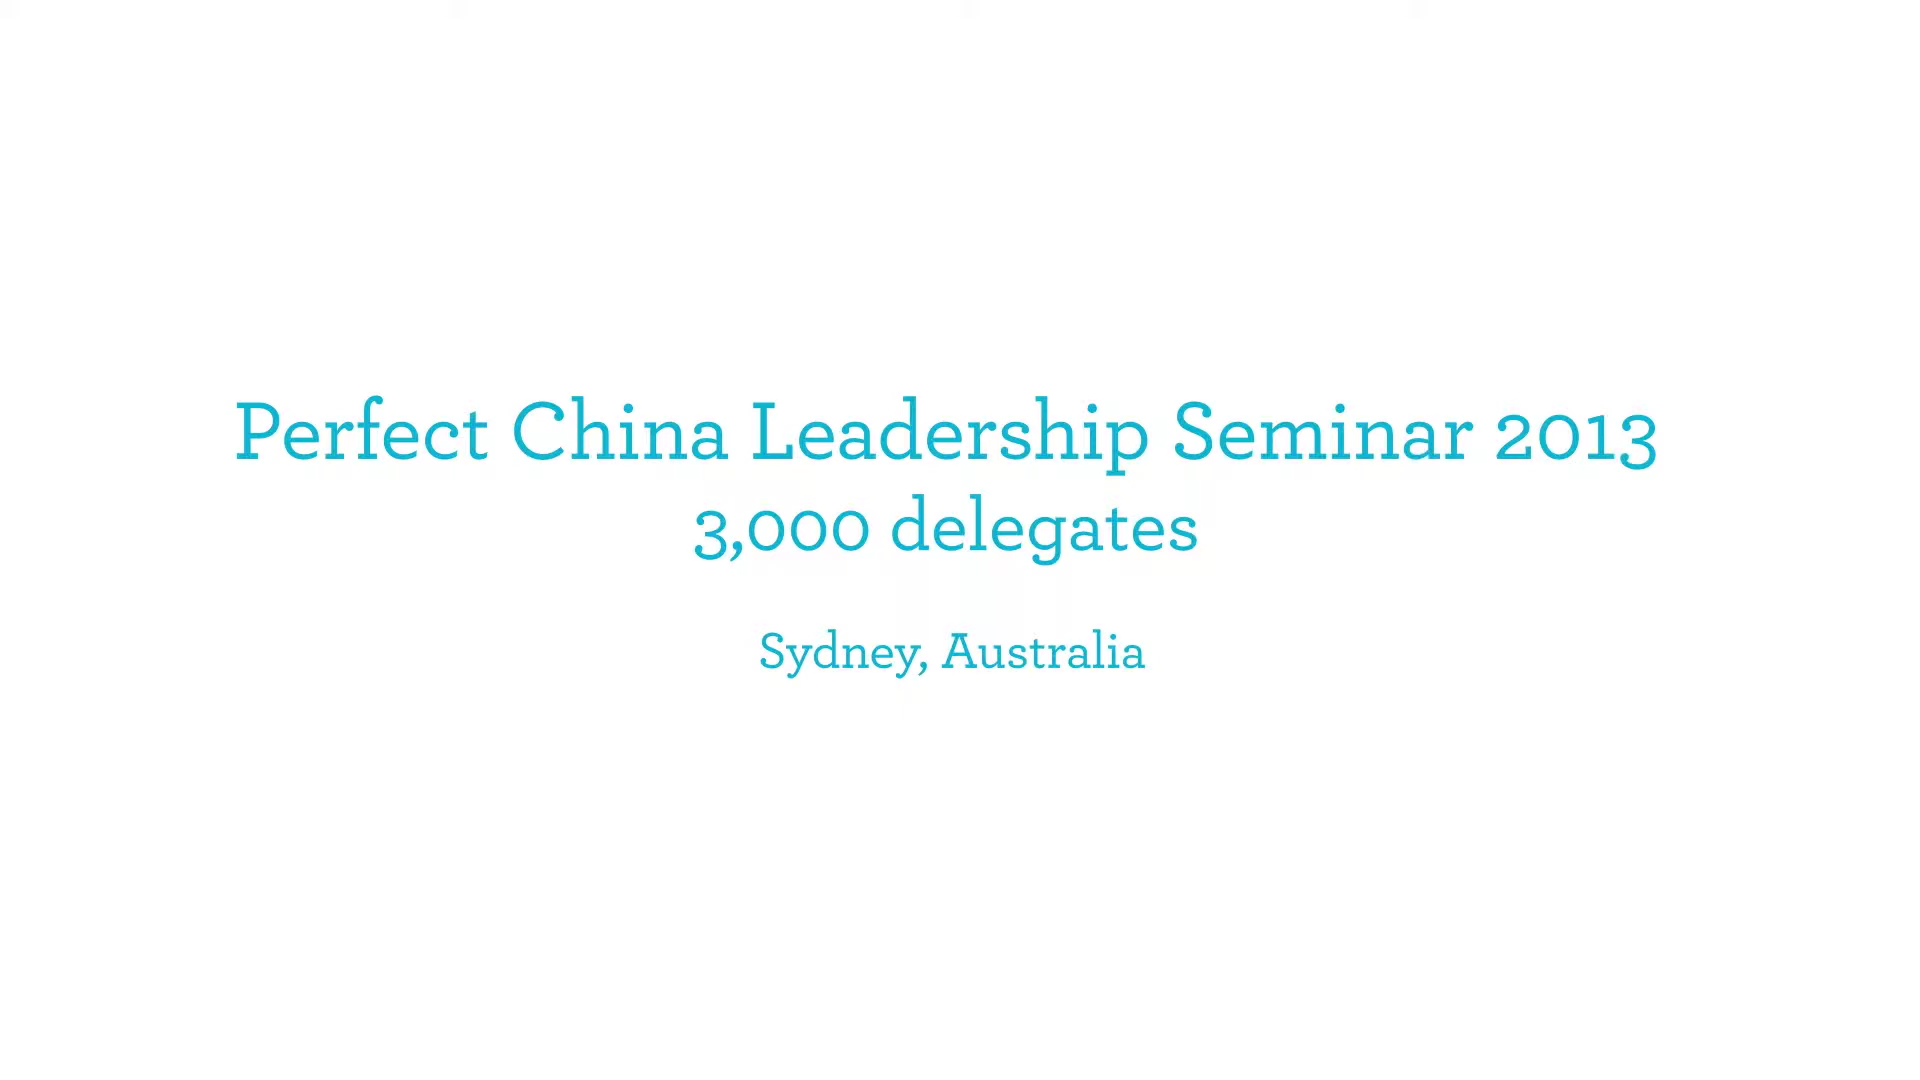 Perfect China Leadership Seminar 2013
3,000 delegates
Sydney, Australia